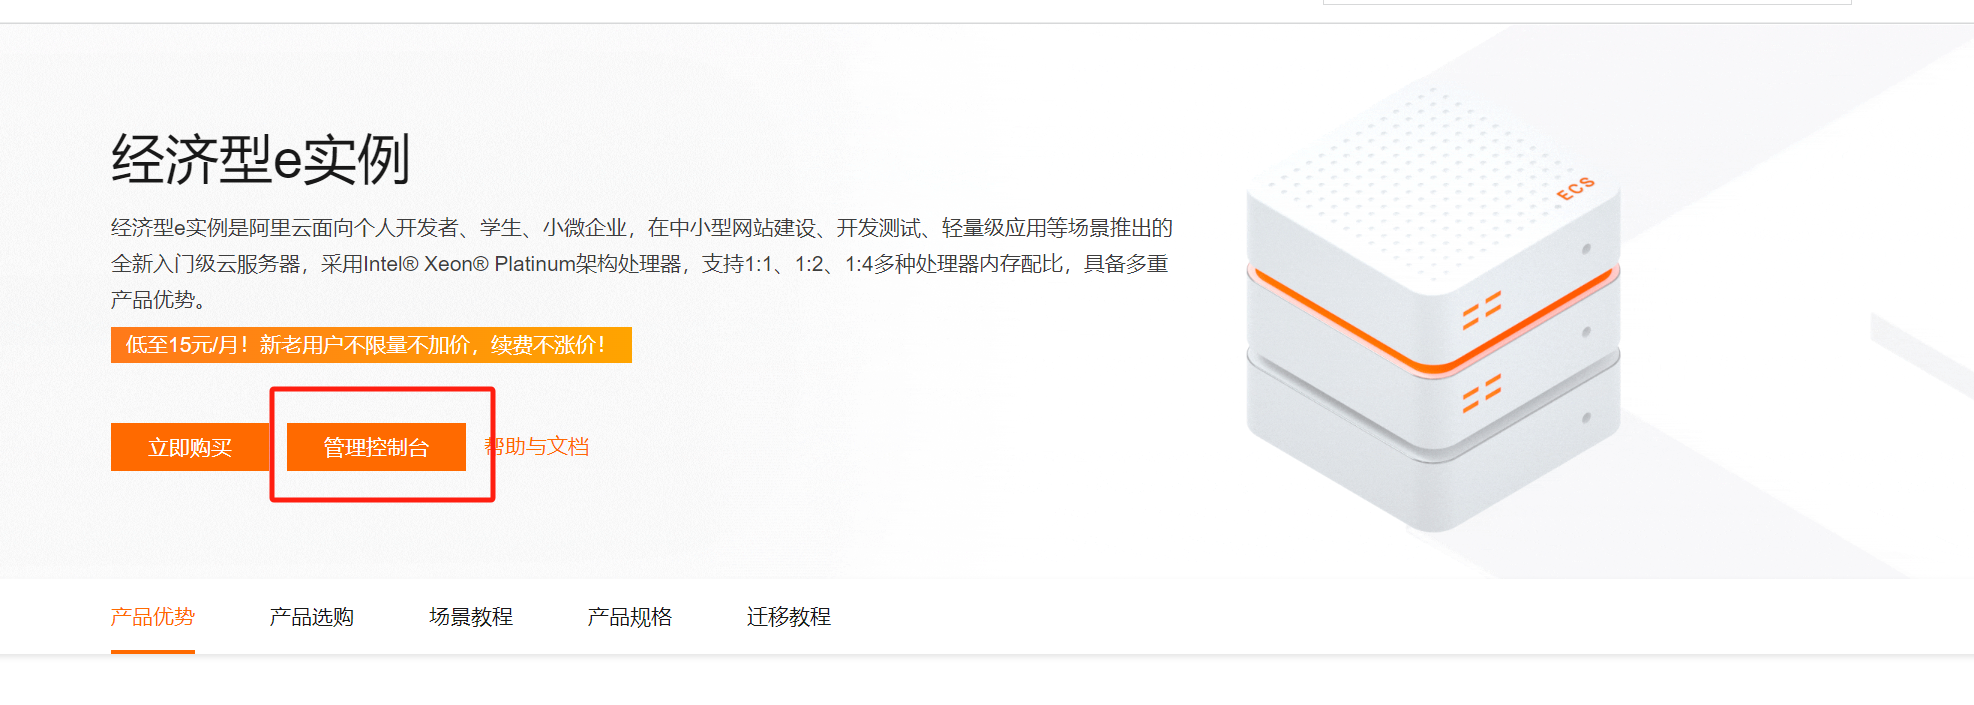 经济型e实例
经济型e实例是阿里云面向个人开发者、学生、小微企业，在中小型网站建设、开发测试、轻量级应用等场景推出的
全新入门级云服务器，采用Intel® Xeon® Platinum架构处理器，支持1:1、1:2、1:4多种处理器内存配比，具备多重
产品优势。
低至15元/月！新老用户不限量不加价，续费不涨价！
立即购买 管理控制台 帮助与文档
ECS
产品优势 产品选购 场景教程 产品规格 迁移教程